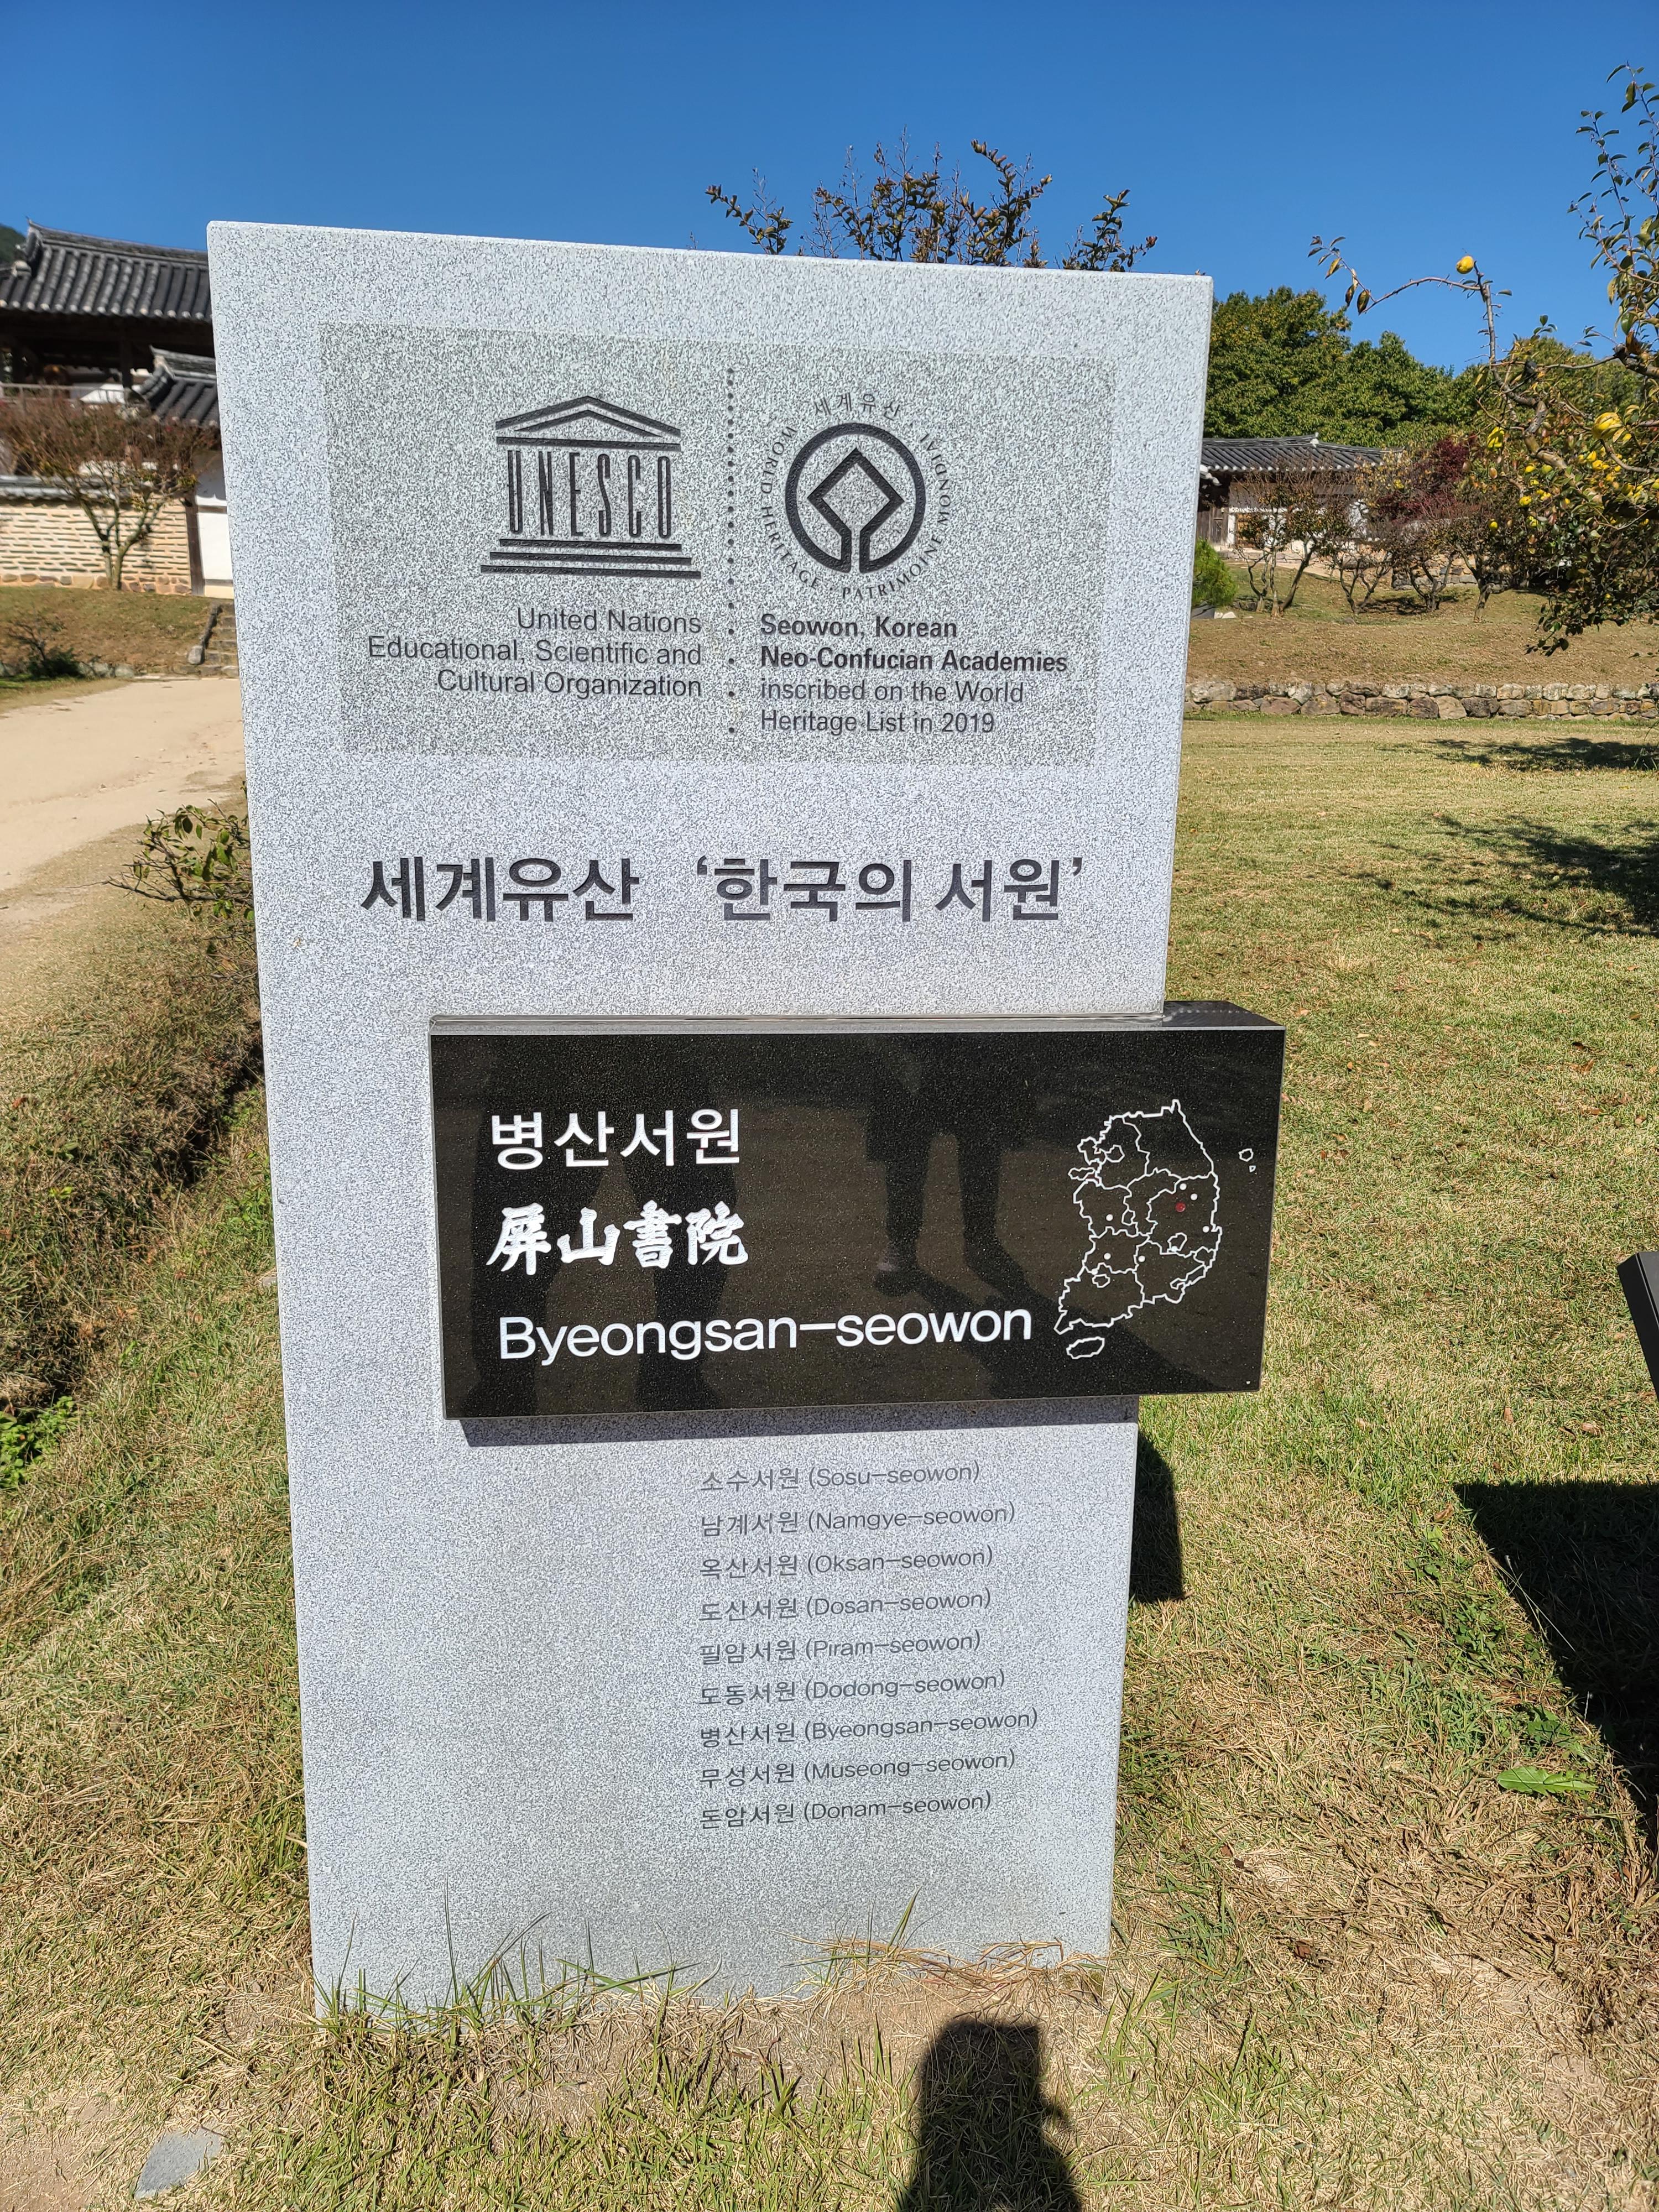 UNESCO
United Nations
Educational, Scientific and
Cultural Organization
세계유산 · WORLD HERITAGE · PATRIMOINE MONDIAL ·
Seowon, Korean
Neo-Confucian Academies
inscribed on the World
Heritage List in 2019
세계유산 ‘한국의 서원’
병산서원
屛山書院
Byeongsan-seowon
소수서원 (Sosu-seowon)
남계서원 (Namgye-seowon)
옥산서원 (Oksan-seowon)
도산서원 (Dosan-seowon)
필암서원 (Piram-seowon)
도동서원 (Dodong-seowon)
병산서원 (Byeongsan-seowon)
무성서원 (Museong-seowon)
돈암서원 (Donam-seowon)